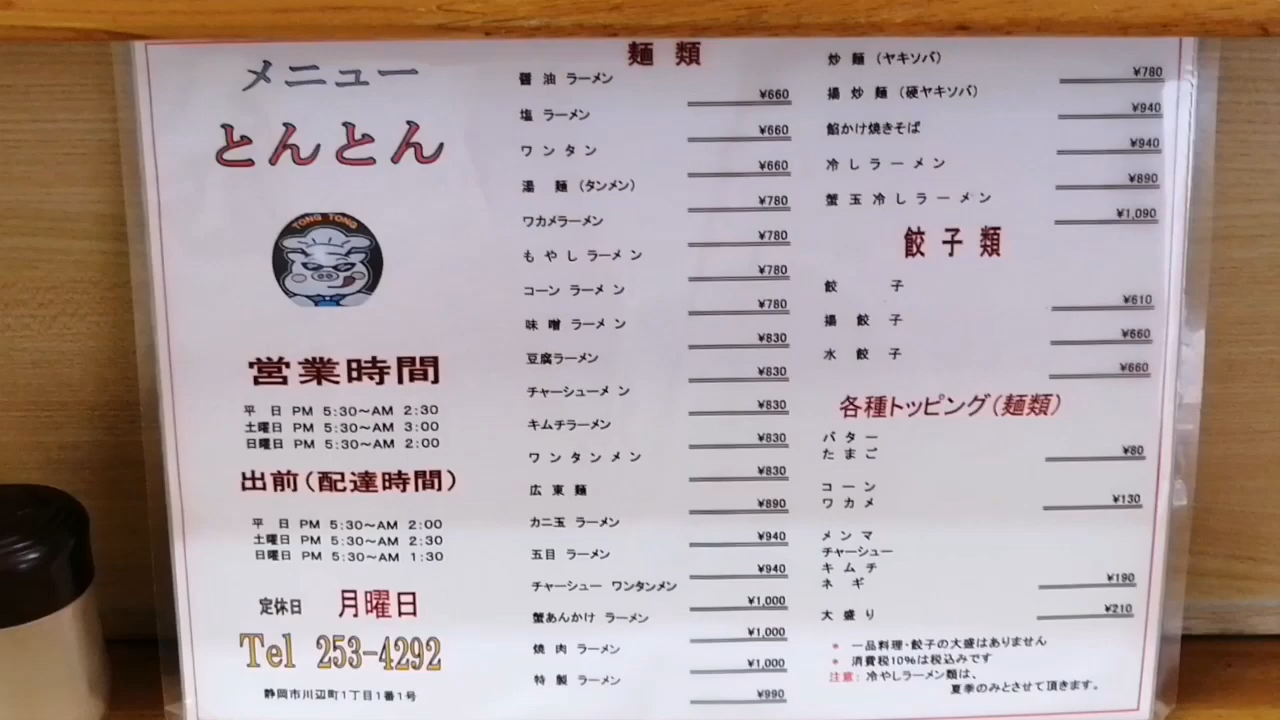 メニュー
とんとん
TONG TONG
営業時間
平 日 PM 5:30～AM 2:30
土曜日 PM 5:30～AM 3:00
日曜日 PM 5:30～AM 2:00
出前(配達時間)
平 日 PM 5:30～AM 2:00
土曜日 PM 5:30～AM 2:30
日曜日 PM 5:30～AM 1:30
定休日 月曜日
Tel 253-4292
静岡市川辺町1丁目1番1号
麺 類
醤油 ラーメン ¥660
塩 ラーメン ¥660
ワンタン ¥660
湯 麺 (タンメン) ¥780
ワカメラーメン ¥780
もやし ラーメン ¥780
コーン ラーメン ¥780
味噌 ラーメン ¥830
豆腐ラーメン ¥830
チャーシューメン ¥830
キムチラーメン ¥830
ワンタンメン ¥830
広東麺 ¥890
カニ玉 ラーメン ¥940
五目 ラーメン ¥940
チャーシュー ワンタンメン ¥1,000
蟹あんかけ ラーメン ¥1,000
焼肉 ラーメン ¥1,000
特製 ラーメン ¥990
炒麺 (ヤキソバ) ¥780
揚炒麺 (硬ヤキソバ) ¥940
餡かけ焼きそば ¥940
冷しラーメン ¥890
蟹玉冷しラーメン ¥1,090
餃子類
餃 子 ¥610
揚 餃 子 ¥660
水 餃 子 ¥660
各種トッピング(麺類)
バター
たまご ¥80
コーン
ワカメ ¥130
メンマ
チャーシュー
キムチ
ネギ ¥190
大盛り ¥210
* 一品料理・餃子の大盛はありません
* 消費税10%は税込みです
注意: 冷やしラーメン類は、
夏季のみとさせて頂きます。